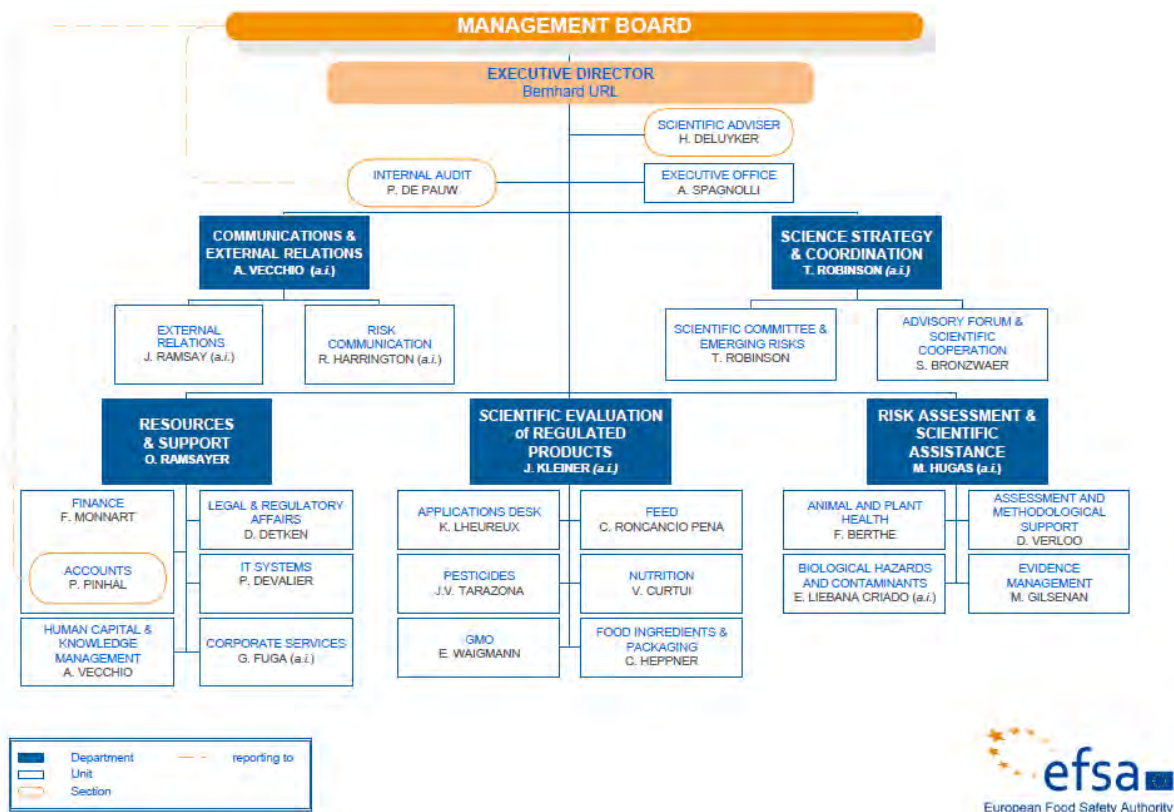 MANAGEMENT BOARD
EXECUTIVE DIRECTOR
Bernhard URL
SCIENTIFIC ADVISER
H. DELUYKER
INTERNAL AUDIT
P. DE PAUW
EXECUTIVE OFFICE
A. SPAGNOLLI
COMMUNICATIONS &
EXTERNAL RELATIONS
A. VECCHIO (a.i.)
SCIENCE STRATEGY
& COORDINATION
T. ROBINSON (a.i.)
EXTERNAL
RELATIONS
J. RAMSAY (a.i.)
RISK
COMMUNICATION
R. HARRINGTON (a.i.)
SCIENTIFIC COMMITTEE &
EMERGING RISKS
T. ROBINSON
ADVISORY FORUM &
SCIENTIFIC
COOPERATION
S. BRONZWAER
RESOURCES
& SUPPORT
O. RAMSAYER
SCIENTIFIC EVALUATION
of REGULATED
PRODUCTS
J. KLEINER (a.i.)
RISK ASSESSMENT &
SCIENTIFIC
ASSISTANCE
M. HUGAS (a.i.)
FINANCE
F. MONNART
LEGAL & REGULATORY
AFFAIRS
D. DETKEN
ACCOUNTS
P. PINHAL
IT SYSTEMS
P. DEVALIER
HUMAN CAPITAL &
KNOWLEDGE
MANAGEMENT
A. VECCHIO
CORPORATE SERVICES
G. FUGA (a.i.)
APPLICATIONS DESK
K. LHEUREUX
FEED
C. RONCANCIO PENA
PESTICIDES
J.V. TARAZONA
NUTRITION
V. CURTUI
GMO
E. WAIGMANN
FOOD INGREDIENTS &
PACKAGING
C. HEPPNER
ANIMAL AND PLANT
HEALTH
F. BERTHE
ASSESSMENT AND
METHODOLOGICAL
SUPPORT
D. VERLOO
BIOLOGICAL HAZARDS
AND CONTAMINANTS
E. LIEBANA CRIADO (a.i.)
EVIDENCE
MANAGEMENT
M. GILSENAN
Department
reporting to
Unit
Section
efsa
European Food Safety Authority